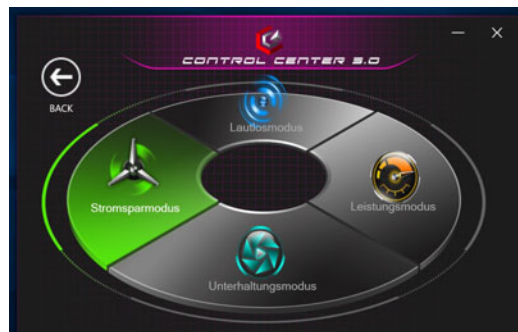 CONTROL CENTER 3.0
BACK
Lautlosmodus
Stromsparmodus
Leistungsmodus
Unterhaltungsmodus